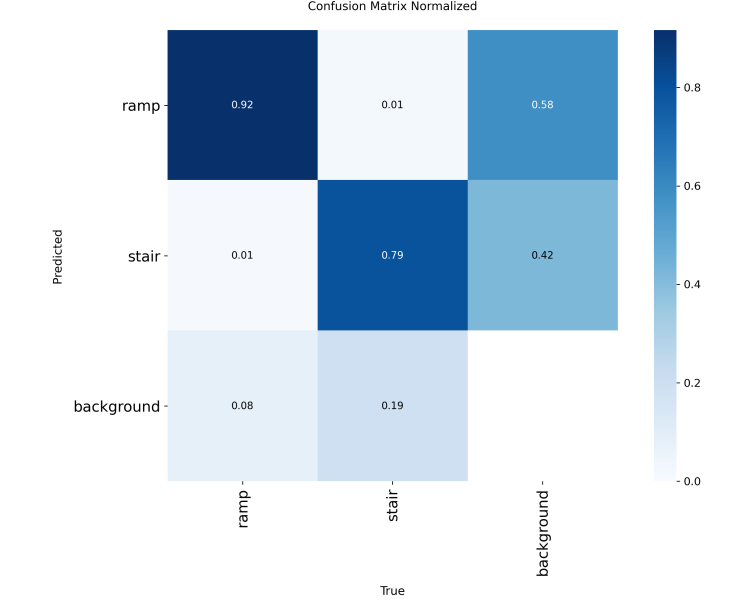 Confusion Matrix Normalized
ramp
0.92
0.01
0.58
0.8
0.6
stair
0.01
0.79
0.42
Predicted
0.4
0.2
background
0.08
0.19
0.0
ramp
stair
background
True